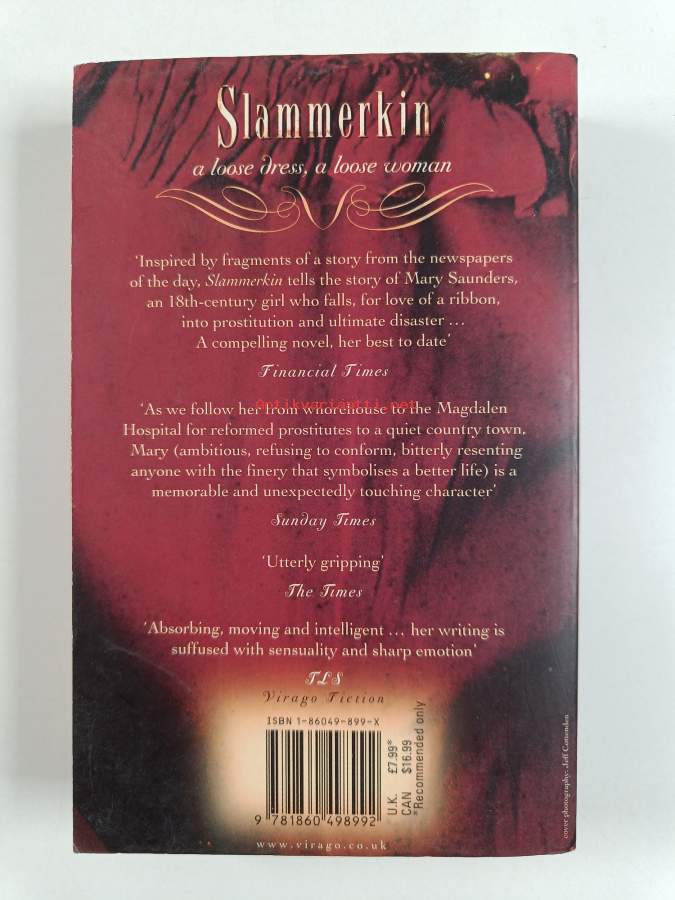 Slammerkin
a loose dress, a loose woman
'Inspired by fragments of a story from the newspapers
of the day, Slammerkin tells the story of Mary Saunders,
an 18th-century girl who falls, for love of a ribbon,
into prostitution and ultimate disaster ...
A compelling novel, her best to date'
Financial Times
Antikvariaatti.net
'As we follow her from whorehouse to the Magdalen
Hospital for reformed prostitutes to a quiet country town,
Mary (ambitious, refusing to conform, bitterly resenting
anyone with the finery that symbolises a better life) is a
memorable and unexpectedly touching character'
Sunday Times
'Utterly gripping'
The Times
'Absorbing, moving and intelligent ... her writing is
suffused with sensuality and sharp emotion'
TLS
Virago Fiction
ISBN 1-86049-899-X
9 781860 498992
U.K. £7.99*
CAN $16.99
*Recommended only
www.virago.co.uk
cover photography: Jeff Cottenden